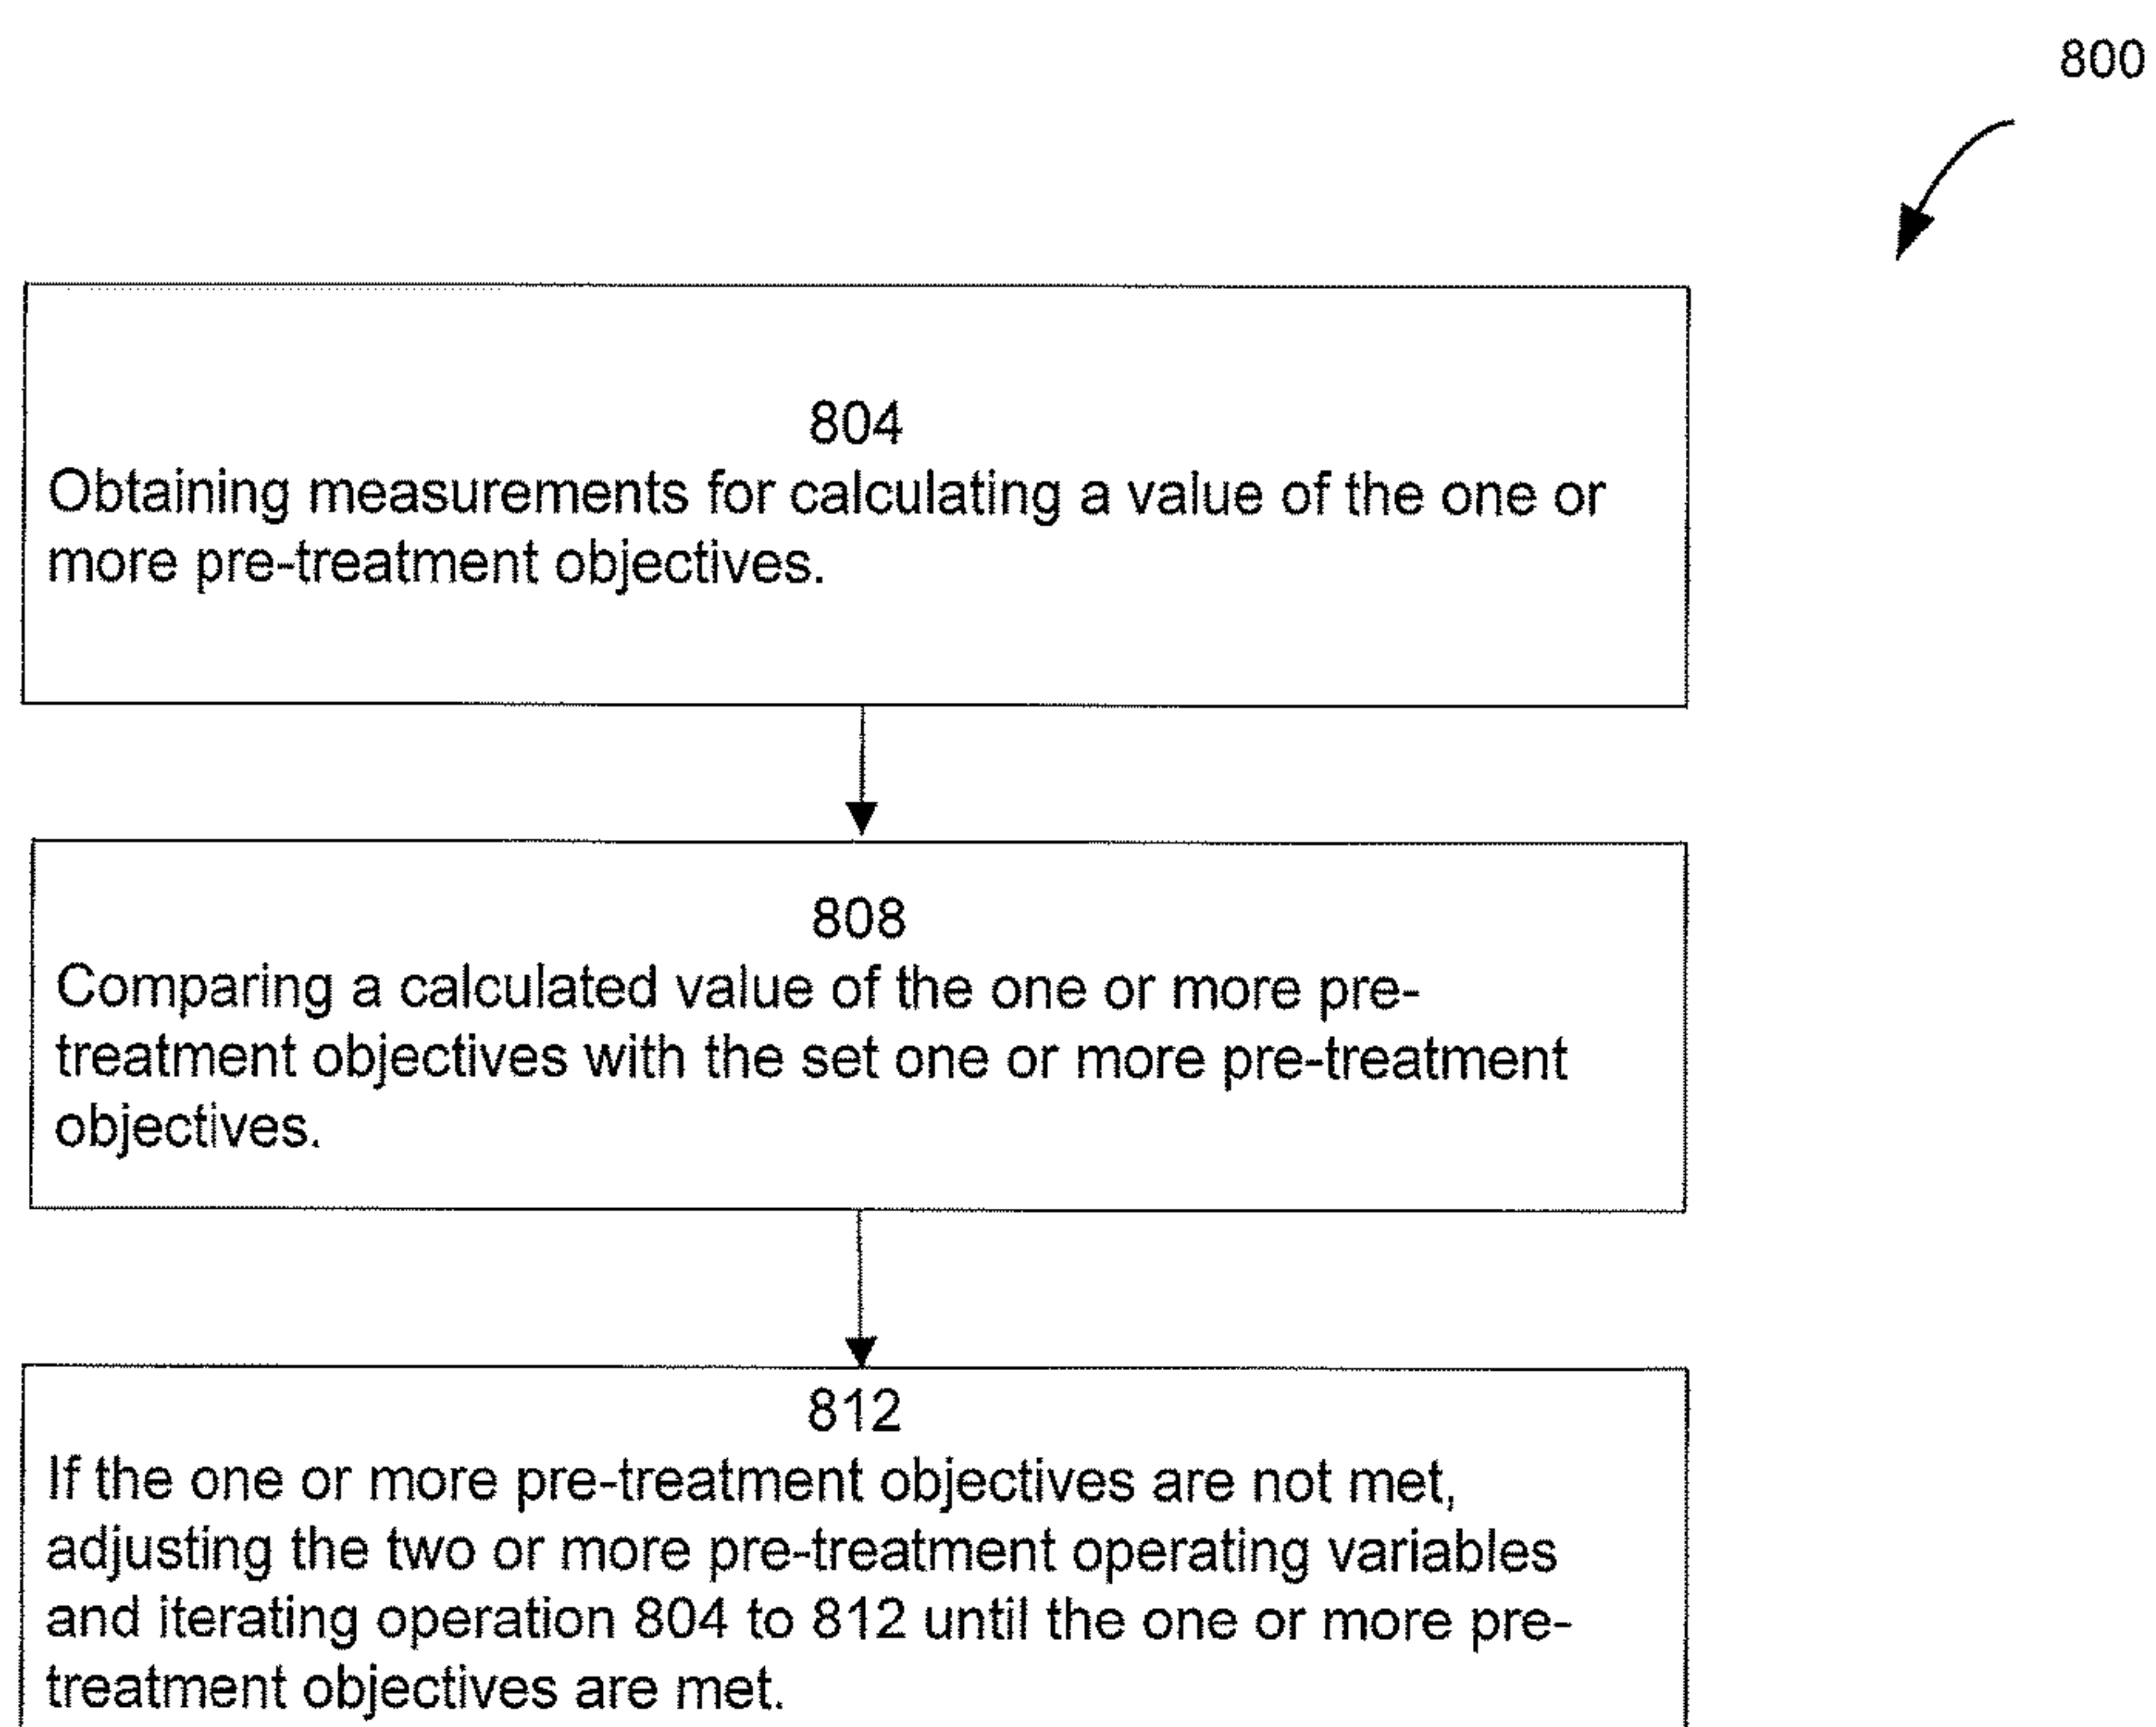 800
804
Obtaining measurements for calculating a value of the one or
more pre-treatment objectives.
808
Comparing a calculated value of the one or more pre-
treatment objectives with the set one or more pre-treatment
objectives.
812
If the one or more pre-treatment objectives are not met,
adjusting the two or more pre-treatment operating variables
and iterating operation 804 to 812 until the one or more pre-
treatment objectives are met.